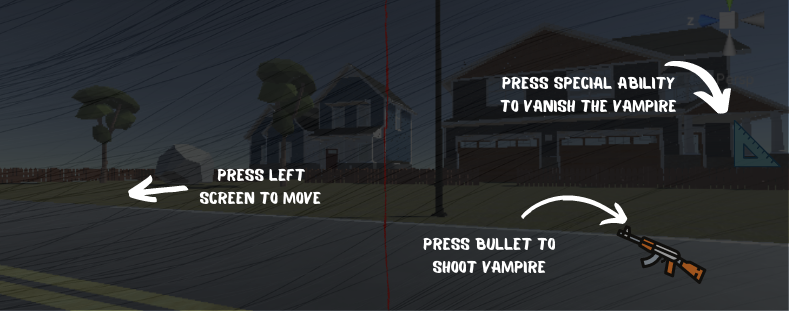 PRESS SPECIAL ABILITY
TO VANISH THE VAMPIRE
PRESS LEFT
SCREEN TO MOVE
PRESS BULLET TO
SHOOT VAMPIRE
Z